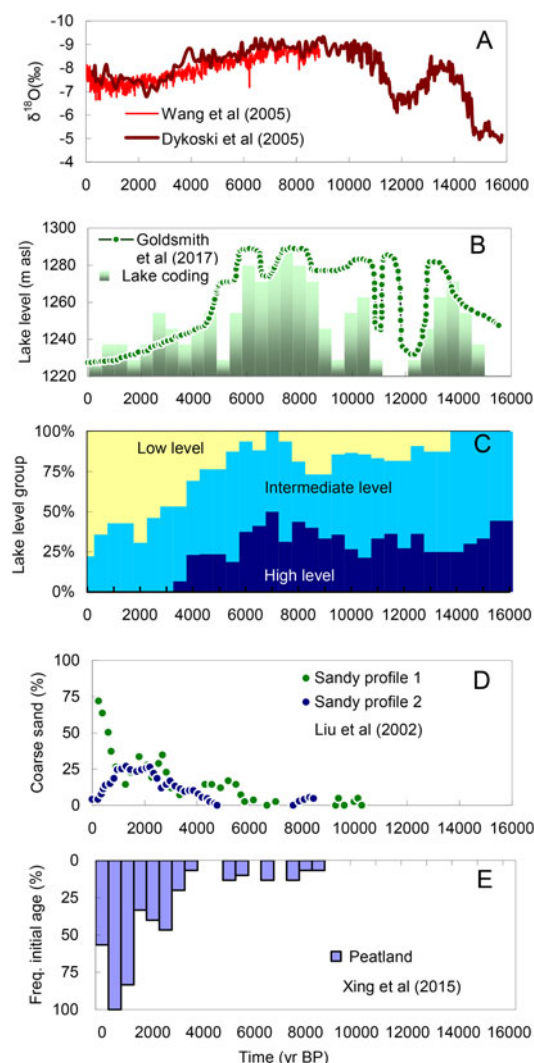 A
δ¹⁸O(‰)
-10
-9
-8
-7
-6
-5
-4
Wang et al (2005)
Dykoski et al (2005)
0 2000 4000 6000 8000 10000 12000 14000 16000
B
Lake level (m asl)
1300
1280
1260
1240
1220
Goldsmith
et al (2017)
Lake coding
0 2000 4000 6000 8000 10000 12000 14000 16000
C
Lake level group
100%
75%
50%
25%
0%
Low level
Intermediate level
High level
0 2000 4000 6000 8000 10000 12000 14000 16000
D
Coarse sand (%)
100
75
50
25
0
Sandy profile 1
Sandy profile 2
Liu et al (2002)
0 2000 4000 6000 8000 10000 12000 14000 16000
E
Freq. initial age (%)
0
25
50
75
100
Peatland
Xing et al (2015)
0 2000 4000 6000 8000 10000 12000 14000 16000
Time (yr BP)